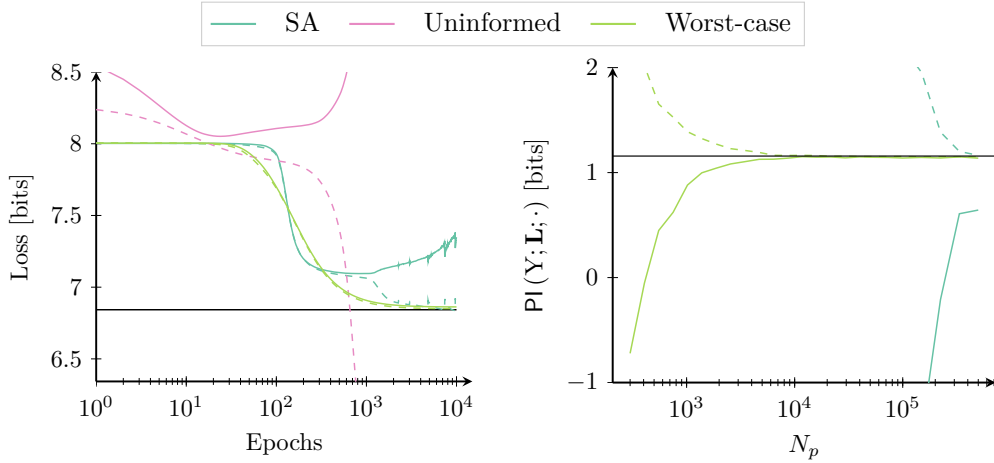 SA Uninformed Worst-case
8.5
8
7.5
7
6.5
Loss [bits]
10^0 10^1 10^2 10^3 10^4
Epochs
2
1
0
−1
PI (Y; L; ·) [bits]
10^3 10^4 10^5
N_p